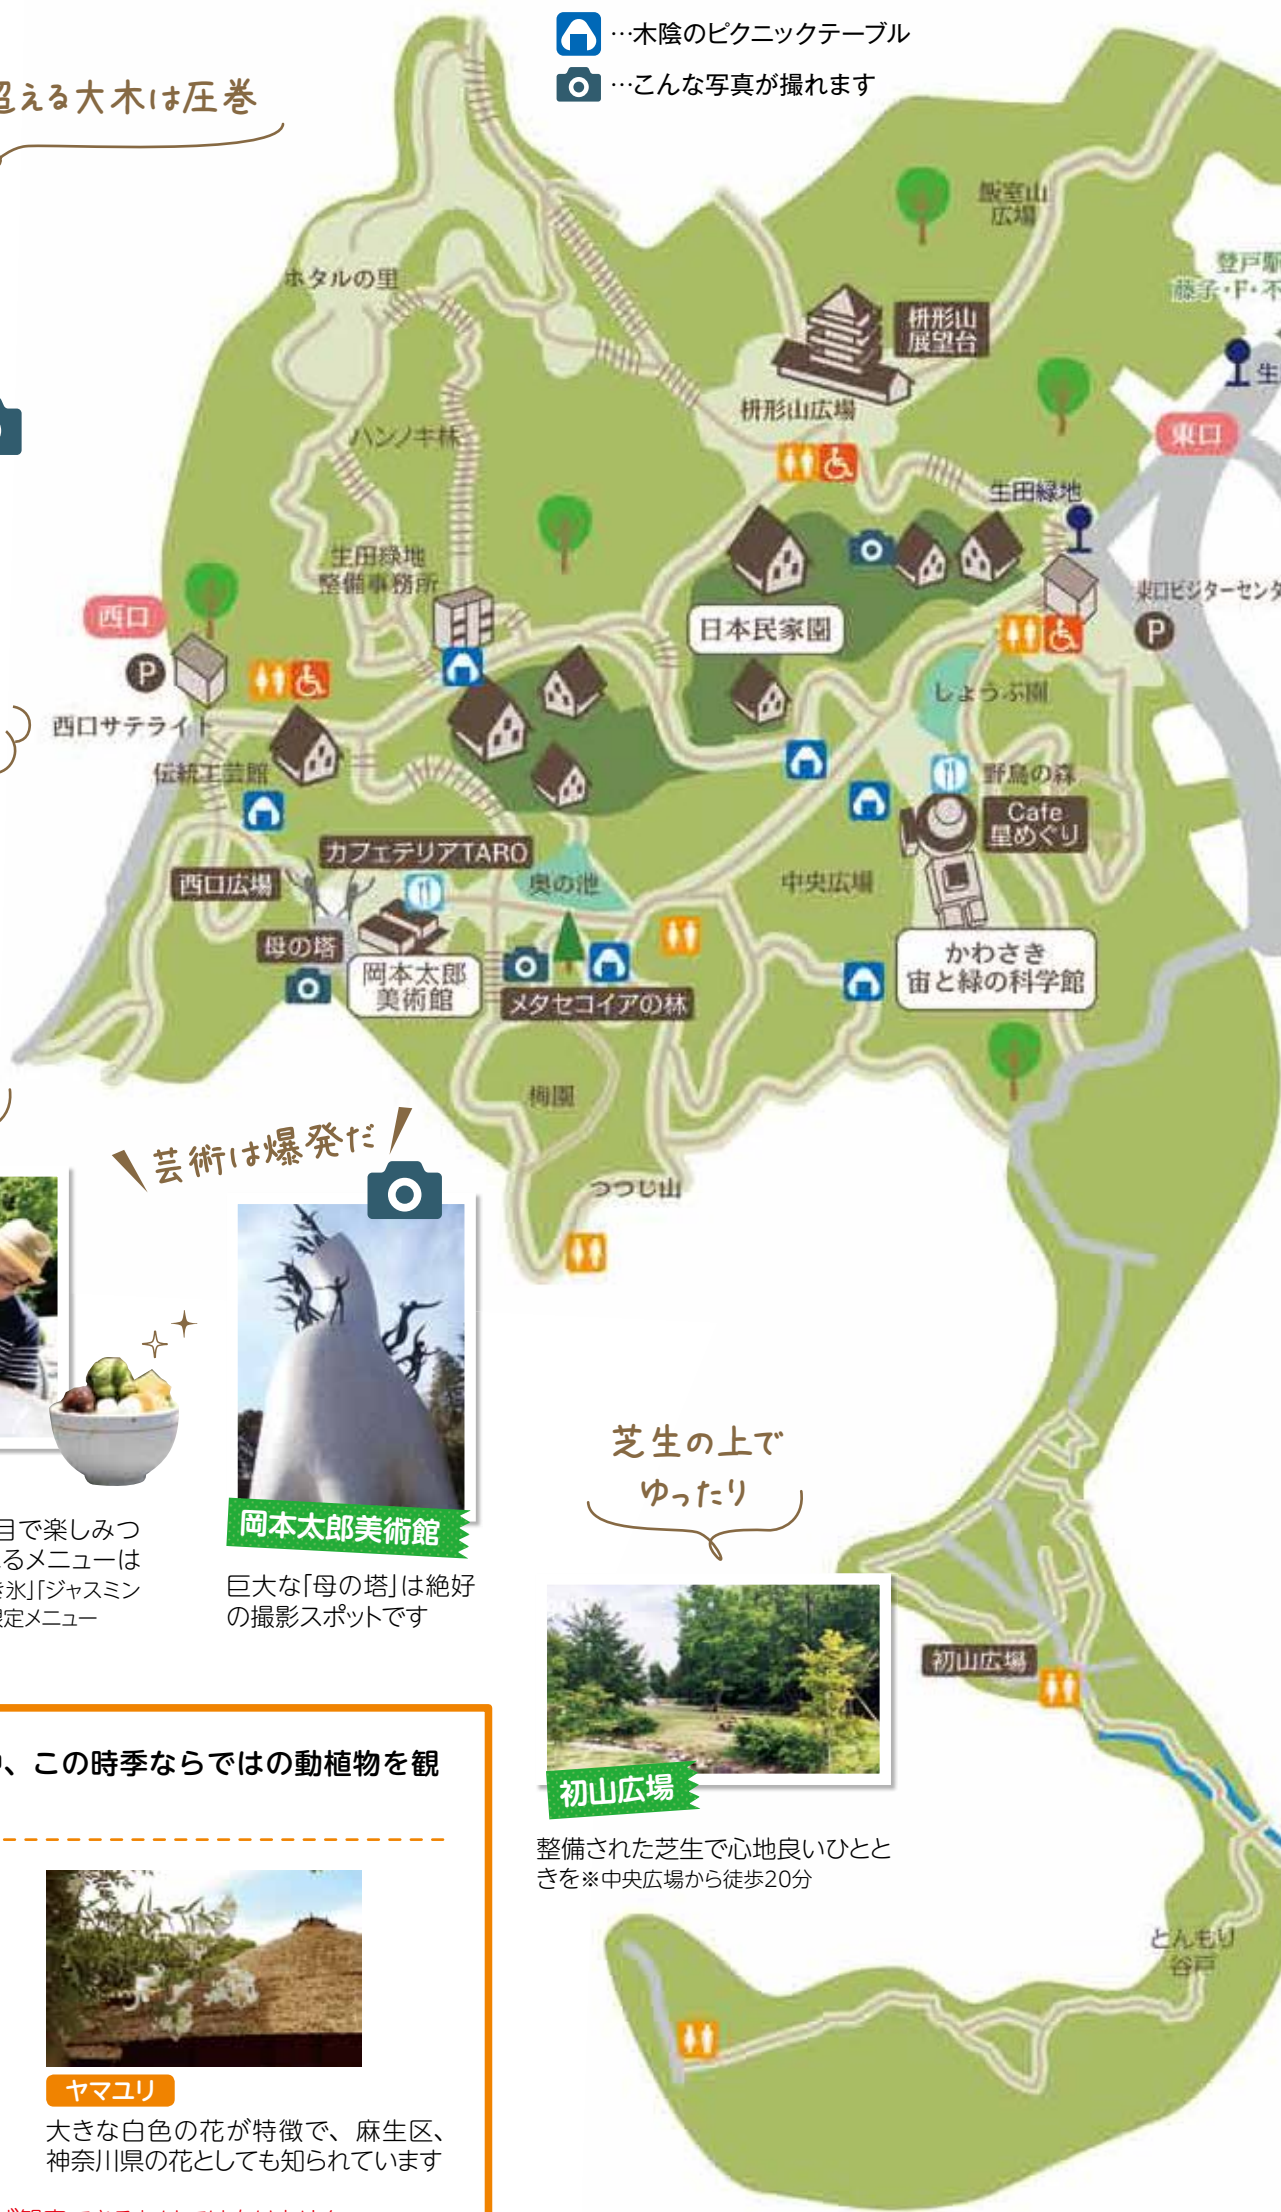 …木陰のピクニックテーブル
…こんな写真が撮れます
超える大木は圧巻
飯室山
広場
登戸駅
藤子・F・不
ホタルの里
枡形山
展望台
生
枡形山広場
東口
ハンノキ林
生田緑地
生田緑地
整備事務所
東口ビジターセンタ
西口
日本民家園
P
P
しょうぶ園
西口サテライト
伝統工芸館
野鳥の森
Cafe
星めぐり
カフェテリアTARO
西口広場
奥の池
中央広場
母の塔
岡本太郎
美術館
かわさき
宙と緑の科学館
メタセコイアの林
梅園
芸術は爆発だ
つつじ山
芝生の上で
ゆったり
目で楽しみつ
るメニューは
き氷」「ジャスミン
限定メニュー
岡本太郎美術館
巨大な「母の塔」は絶好
の撮影スポットです
初山広場
初山広場
整備された芝生で心地良いひとと
きを※中央広場から徒歩20分
、この時季ならではの動植物を観
とんもり
谷戸
ヤマユリ
大きな白色の花が特徴で、麻生区、
神奈川県の花としても知られています